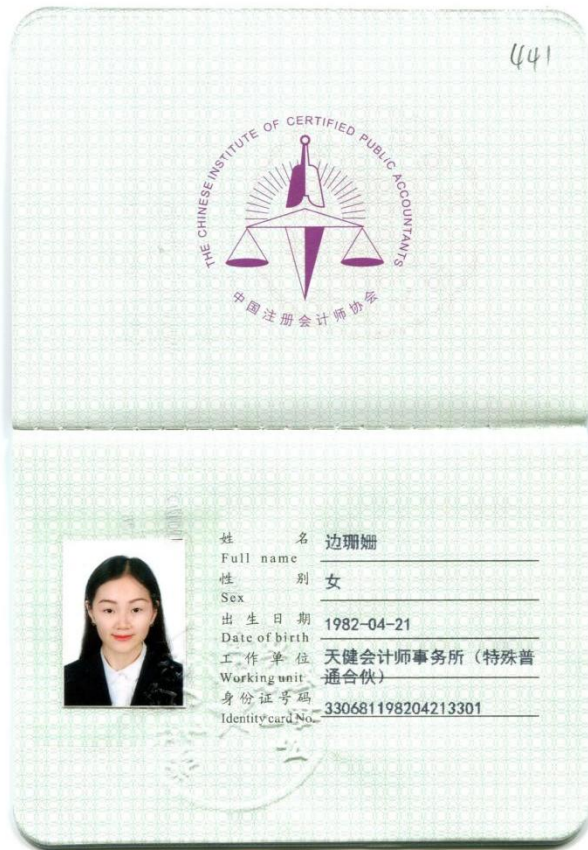 441
THE CHINESE INSTITUTE OF CERTIFIED PUBLIC ACCOUNTANTS
中国注册会计师协会
姓名 边珊姗
Full name
性别 女
Sex
出生日期 1982-04-21
Date of birth
工作单位 天健会计师事务所（特殊普
Working unit 通合伙）
身份证号码 330681198204213301
Identity card No.